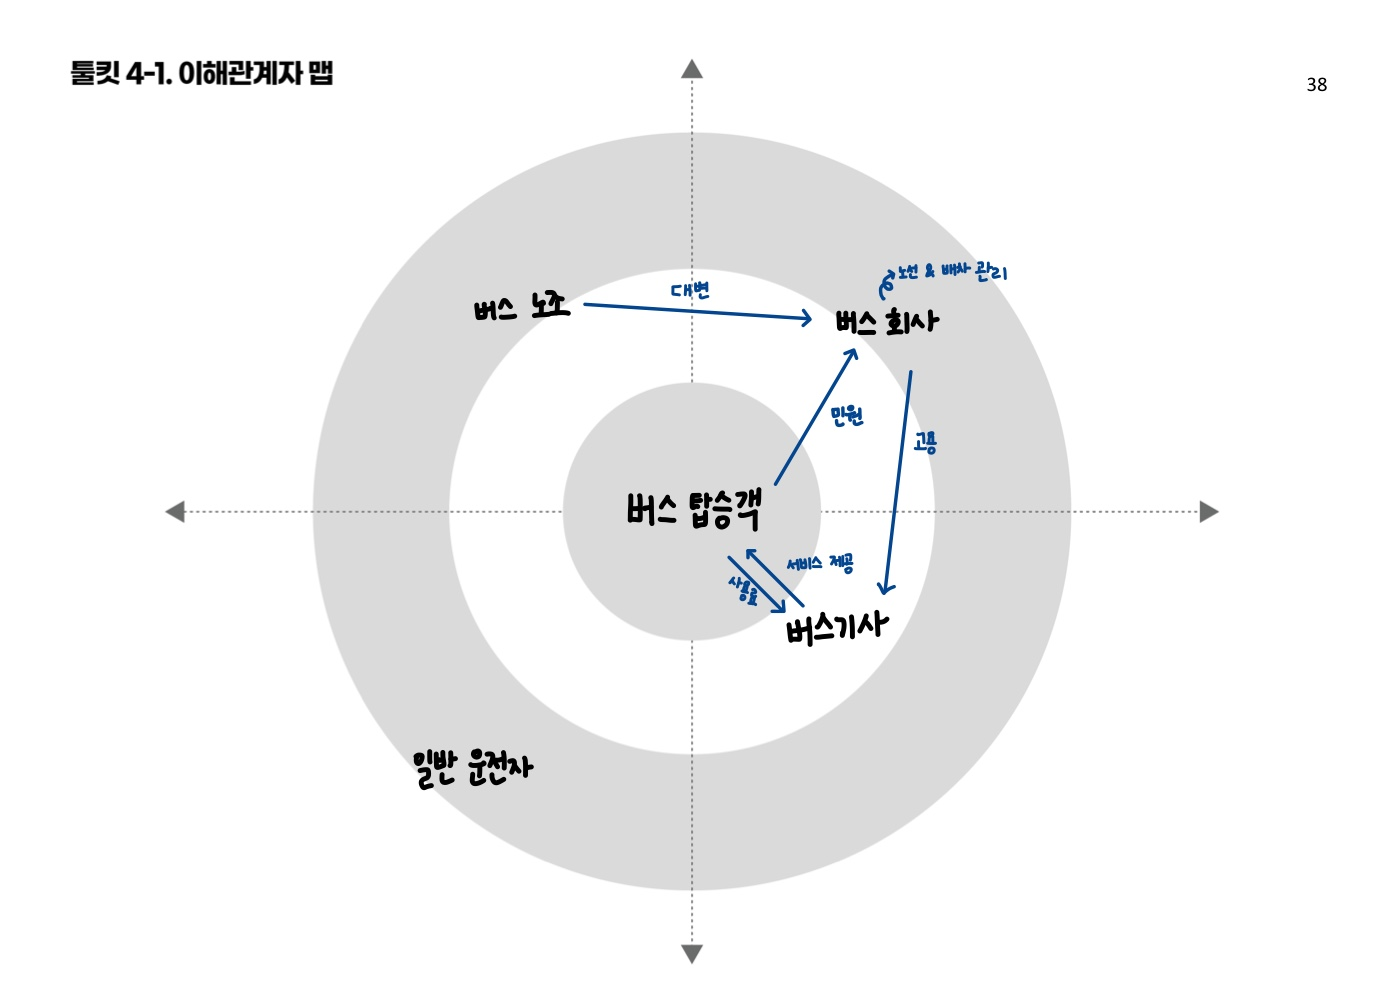 툴킷 4-1. 이해관계자 맵
38
노선 & 배차 관리
대변
버스 노조
버스 회사
민원
고용
버스 탑승객
서비스 제공
사용료
버스기사
일반 운전자